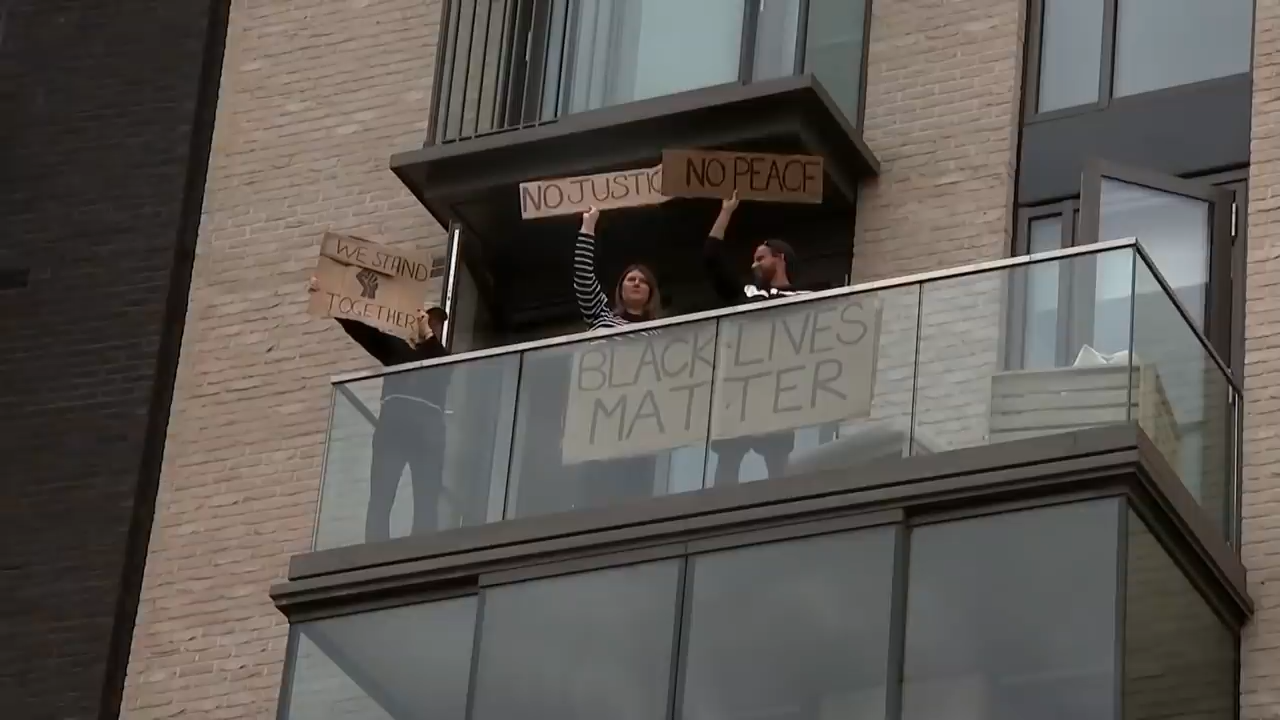 WE STAND
TOGETHER
NO JUSTIC
NO PEACE
BLACK LIVES
MATTER